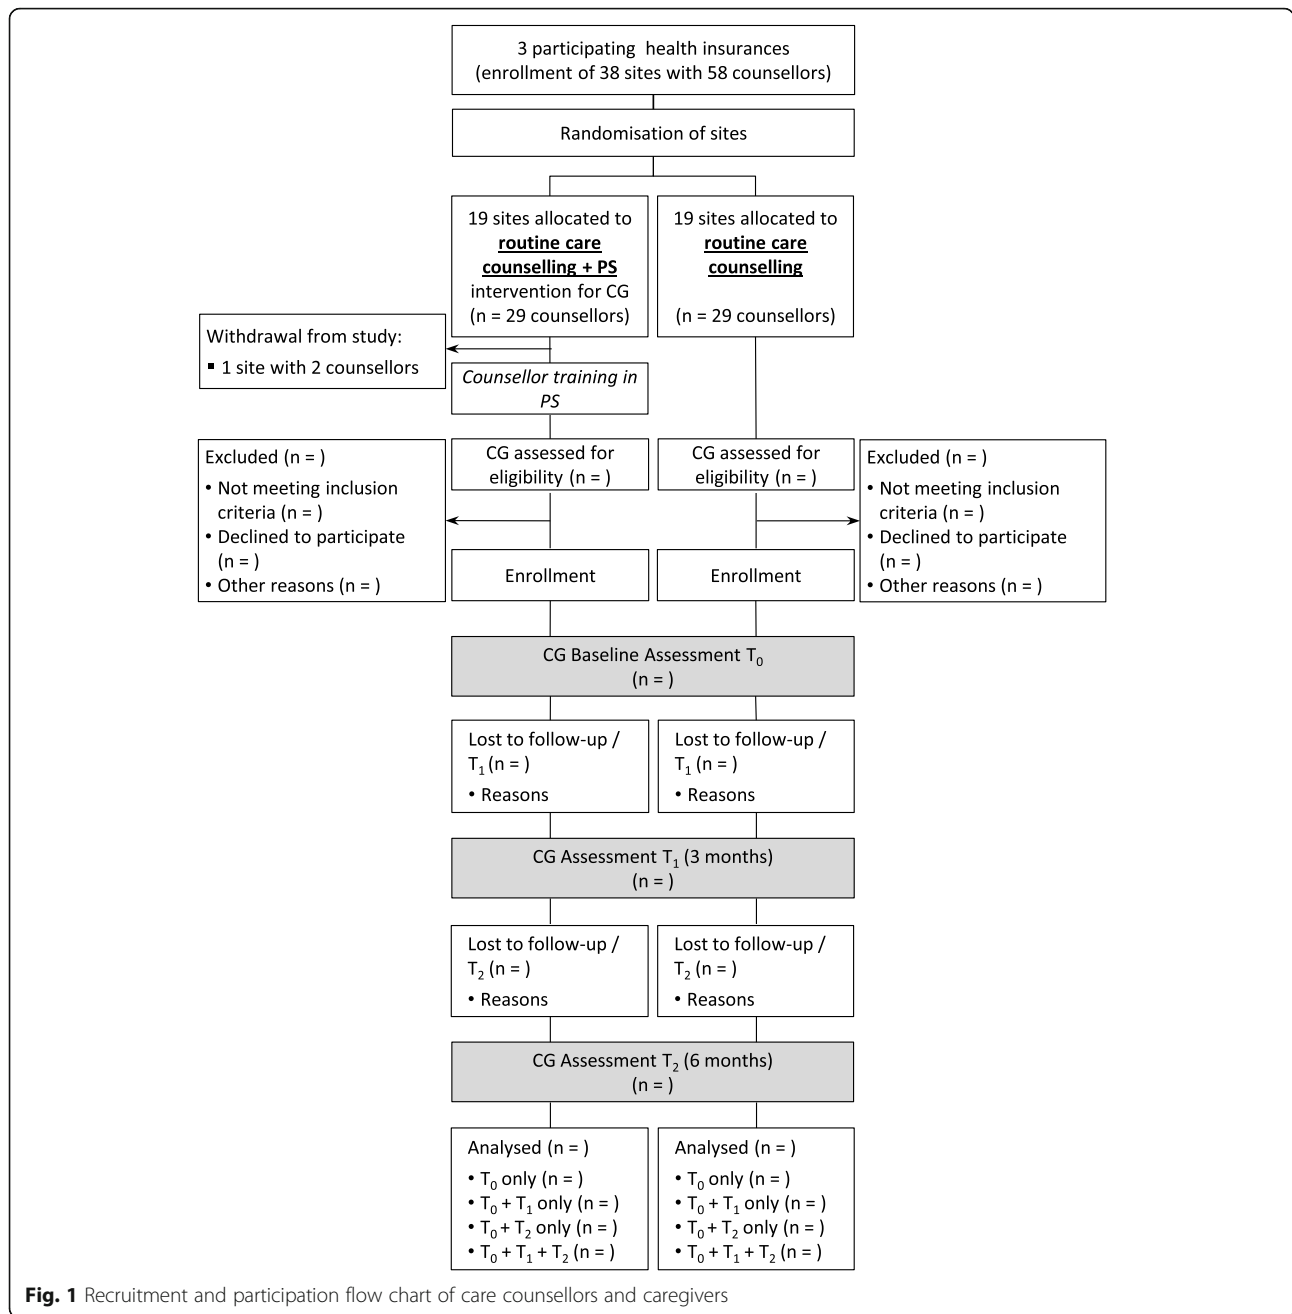 3 participating health insurances
(enrollment of 38 sites with 58 counsellors)
Randomisation of sites
19 sites allocated to
routine care
counselling + PS
intervention for CG
(n = 29 counsellors)
19 sites allocated to
routine care
counselling
(n = 29 counsellors)
Withdrawal from study:
▪ 1 site with 2 counsellors
Counsellor training in
PS
Excluded (n = )
• Not meeting inclusion
criteria (n = )
• Declined to participate
(n = )
• Other reasons (n = )
CG assessed for
eligibility (n = )
CG assessed for
eligibility (n = )
Excluded (n = )
• Not meeting inclusion
criteria (n = )
• Declined to participate
(n = )
• Other reasons (n = )
Enrollment
Enrollment
CG Baseline Assessment T0
(n = )
Lost to follow-up /
T1 (n = )
• Reasons
Lost to follow-up /
T1 (n = )
• Reasons
CG Assessment T1 (3 months)
(n = )
Lost to follow-up /
T2 (n = )
• Reasons
Lost to follow-up /
T2 (n = )
• Reasons
CG Assessment T2 (6 months)
(n = )
Analysed (n = )
• T0 only (n = )
• T0 + T1 only (n = )
• T0 + T2 only (n = )
• T0 + T1 + T2 (n = )
Analysed (n = )
• T0 only (n = )
• T0 + T1 only (n = )
• T0 + T2 only (n = )
• T0 + T1 + T2 (n = )
Fig. 1 Recruitment and participation flow chart of care counsellors and caregivers